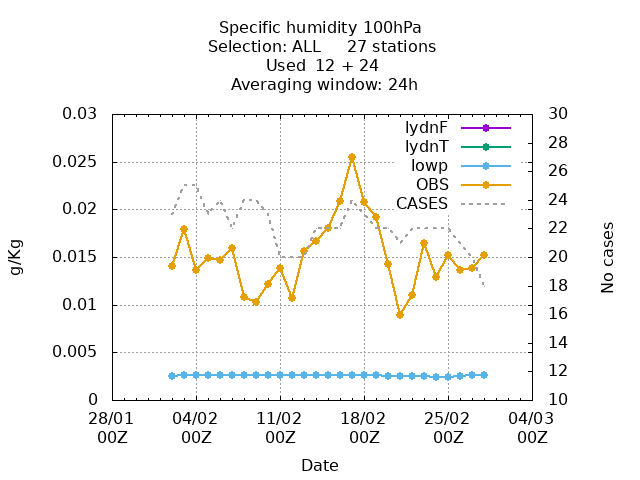 Specific humidity 100hPa
Selection: ALL     27 stations
Used  12 + 24
Averaging window: 24h
0.03
0.025
0.02
0.015
0.01
0.005
0
g/Kg
30
28
26
24
22
20
18
16
14
12
10
No cases
lydnF
lydnT
lowp
OBS
CASES
28/01 04/02 11/02 18/02 25/02 04/03
00Z 00Z 00Z 00Z 00Z 00Z
Date